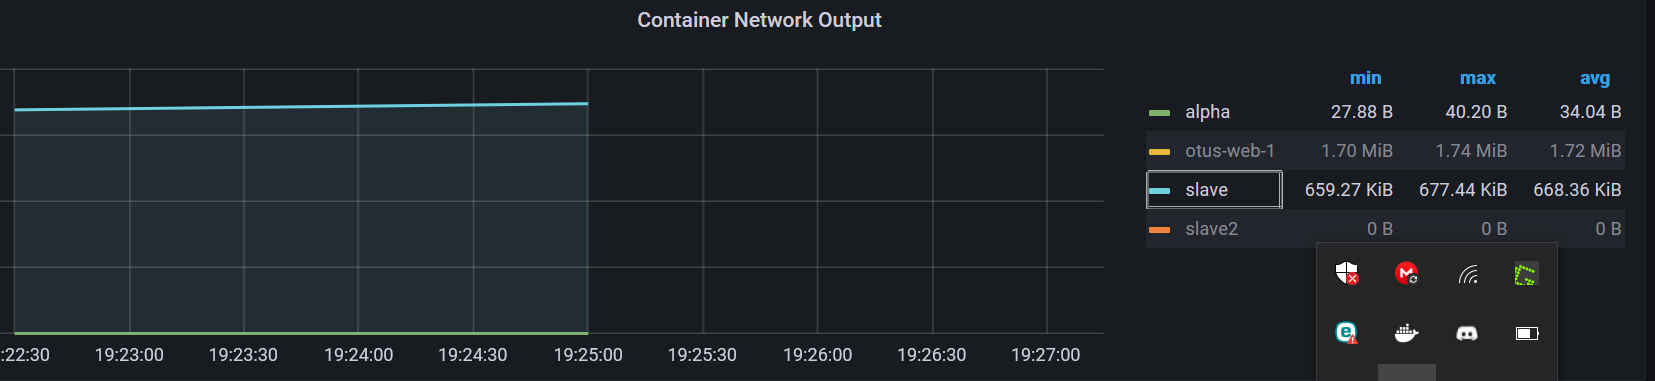 Container Network Output
min max avg
alpha 27.88 B 40.20 B 34.04 B
otus-web-1 1.70 MiB 1.74 MiB 1.72 MiB
slave 659.27 KiB 677.44 KiB 668.36 KiB
slave2 0 B 0 B 0 B
:22:30 19:23:00 19:23:30 19:24:00 19:24:30 19:25:00 19:25:30 19:26:00 19:26:30 19:27:00